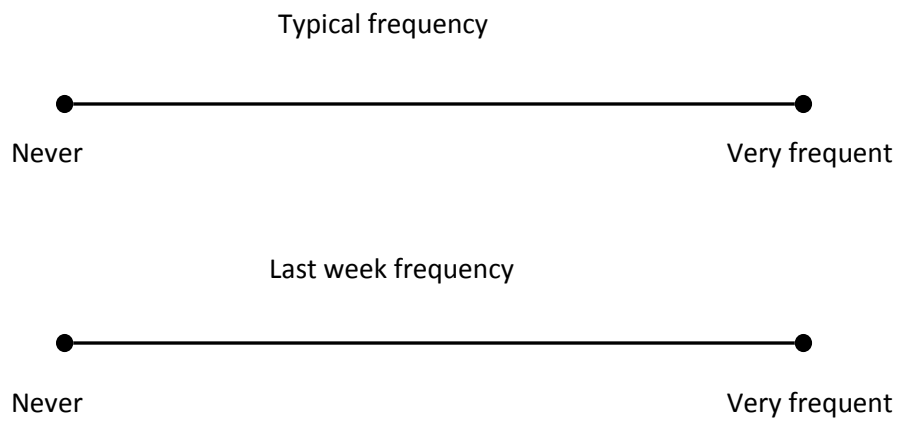 Typical frequency
Never Very frequent
Last week frequency
Never Very frequent